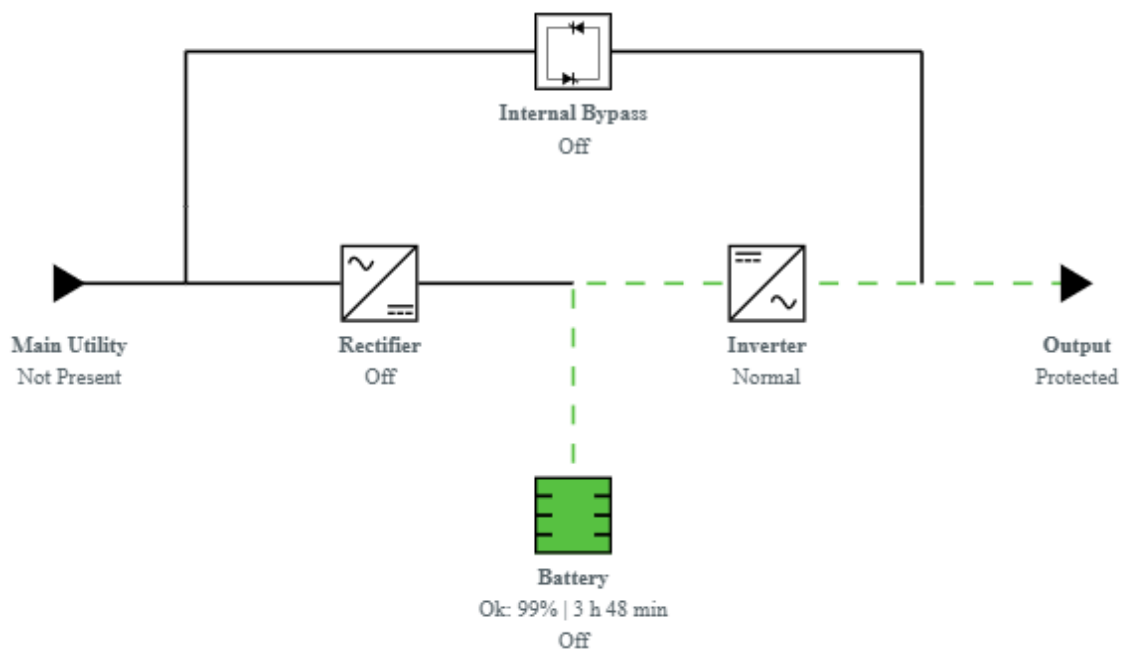 Internal Bypass
Off
Main Utility
Not Present
Rectifier
Off
Inverter
Normal
Output
Protected
Battery
Ok: 99% | 3 h 48 min
Off